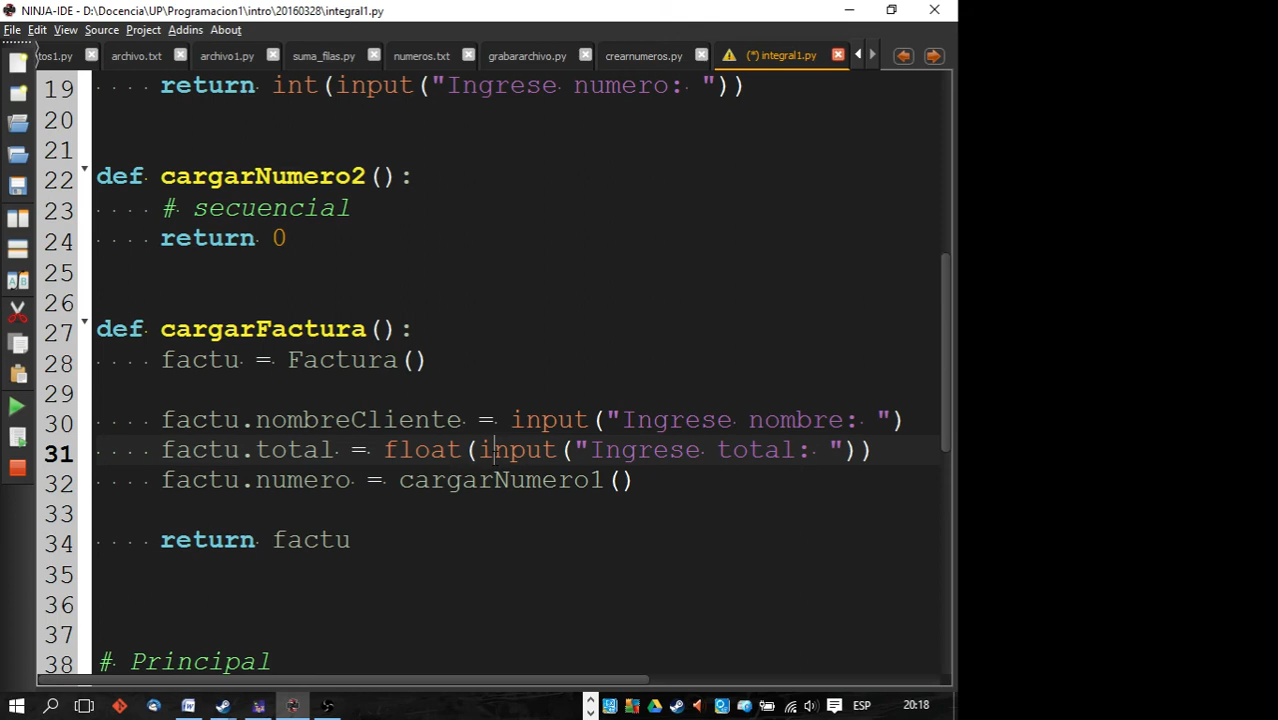 NINJA-IDE - D:\Docencia\UP\Programacion1\intro\20160328\integral1.py
File Edit View Source Project Addins About
tos1.py archivo.txt archivo1.py suma_filas.py numeros.txt grabararchivo.py crearnumeros.py (*) integral1.py
19 return int(input("Ingrese numero: "))
20
21
22 def cargarNumero2():
23 # secuencial
24 return 0
25
26
27 def cargarFactura():
28 factu = Factura()
29
30 factu.nombreCliente = input("Ingrese nombre: ")
31 factu.total = float(input("Ingrese total: "))
32 factu.numero = cargarNumero1()
33
34 return factu
35
36
37
38 # Principal
ESP 20:18